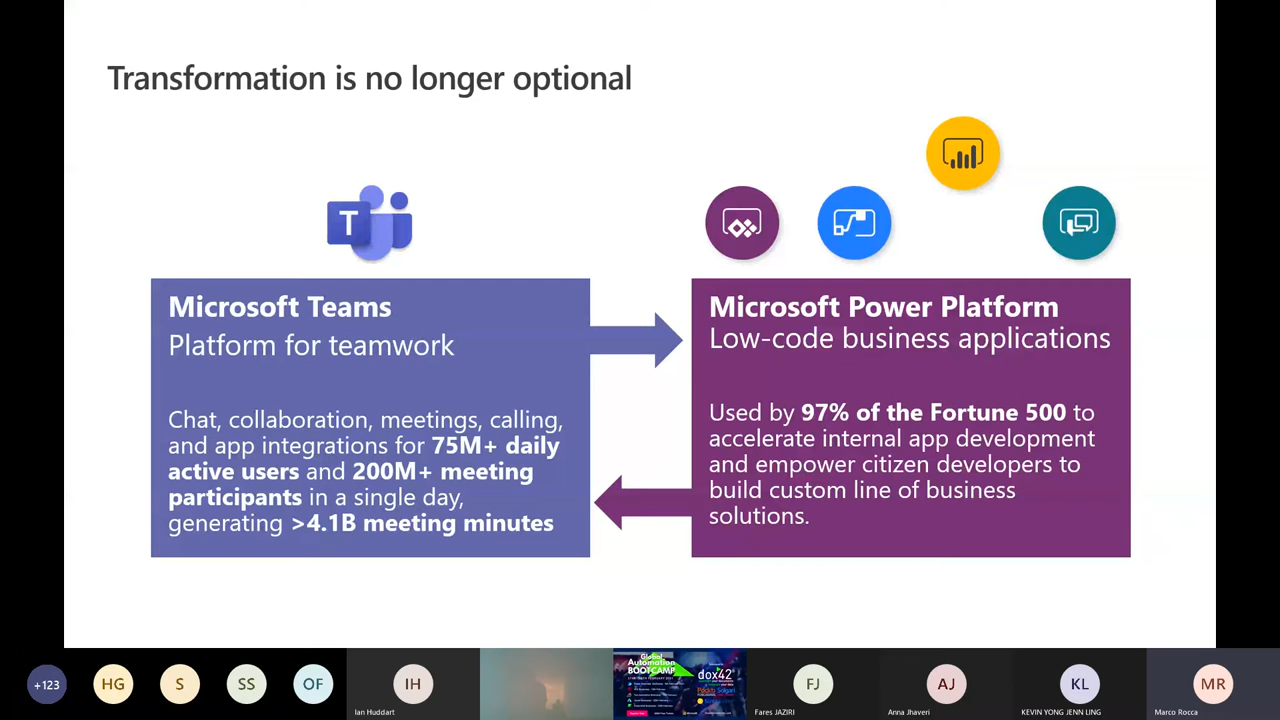 Transformation is no longer optional
T
Microsoft Teams
Platform for teamwork
Chat, collaboration, meetings, calling,
and app integrations for 75M+ daily
active users and 200M+ meeting
participants in a single day,
generating >4.1B meeting minutes
Microsoft Power Platform
Low-code business applications
Used by 97% of the Fortune 500 to
accelerate internal app development
and empower citizen developers to
build custom line of business
solutions.
+123
HG
S
SS
OF
IH
Ian Huddart
Global
Automation
BOOTCAMP
dox42
FJ
Fares JAZIRI
AJ
Anna Jhaveri
KL
KEVIN YONG JENN LING
MR
Marco Rocca